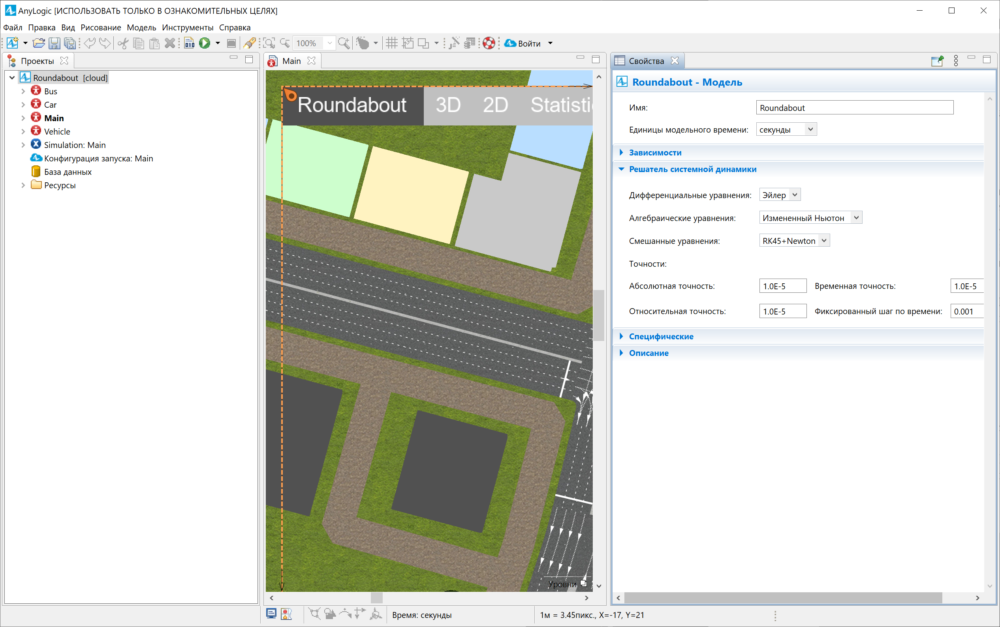 AnyLogic [ИСПОЛЬЗОВАТЬ ТОЛЬКО В ОЗНАКОМИТЕЛЬНЫХ ЦЕЛЯХ]
Файл Правка Вид Рисование Модель Инструменты Справка
100%
Войти
Проекты
Roundabout [cloud]
Bus
Car
Main
Vehicle
Simulation: Main
Конфигурация запуска: Main
База данных
Ресурсы
Main
Roundabout 3D 2D Statisti
Уровни
Свойства
Roundabout - Модель
Имя: Roundabout
Единицы модельного времени: секунды
Зависимости
Решатель системной динамики
Дифференциальные уравнения: Эйлер
Алгебраические уравнения: Измененный Ньютон
Смешанные уравнения: RK45+Newton
Точности:
Абсолютная точность: 1.0E-5 Временная точность: 1.0E-5
Относительная точность: 1.0E-5 Фиксированный шаг по времени: 0.001
Специфические
Описание
Время: секунды
1м = 3.45пикс., X=-17, Y=21